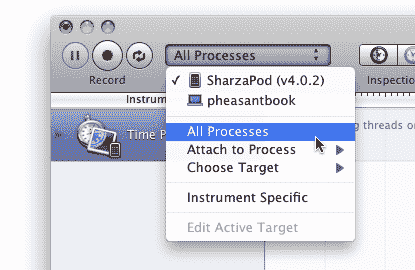 All Processes
Record
Inspectio
✓ SharzaPod (v4.0.2)
pheasantbook
Instrum
Time P
All Processes
g threads on
Attach to Process
Choose Target
Instrument Specific
Edit Active Target